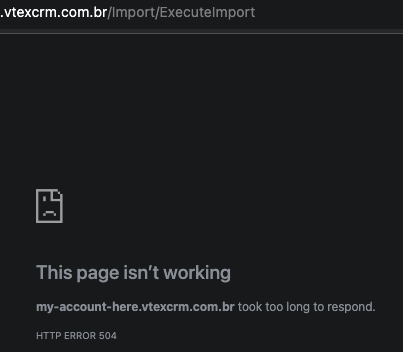 .vtexcrm.com.br/Import/ExecuteImport
This page isn’t working
my-account-here.vtexcrm.com.br took too long to respond.
HTTP ERROR 504